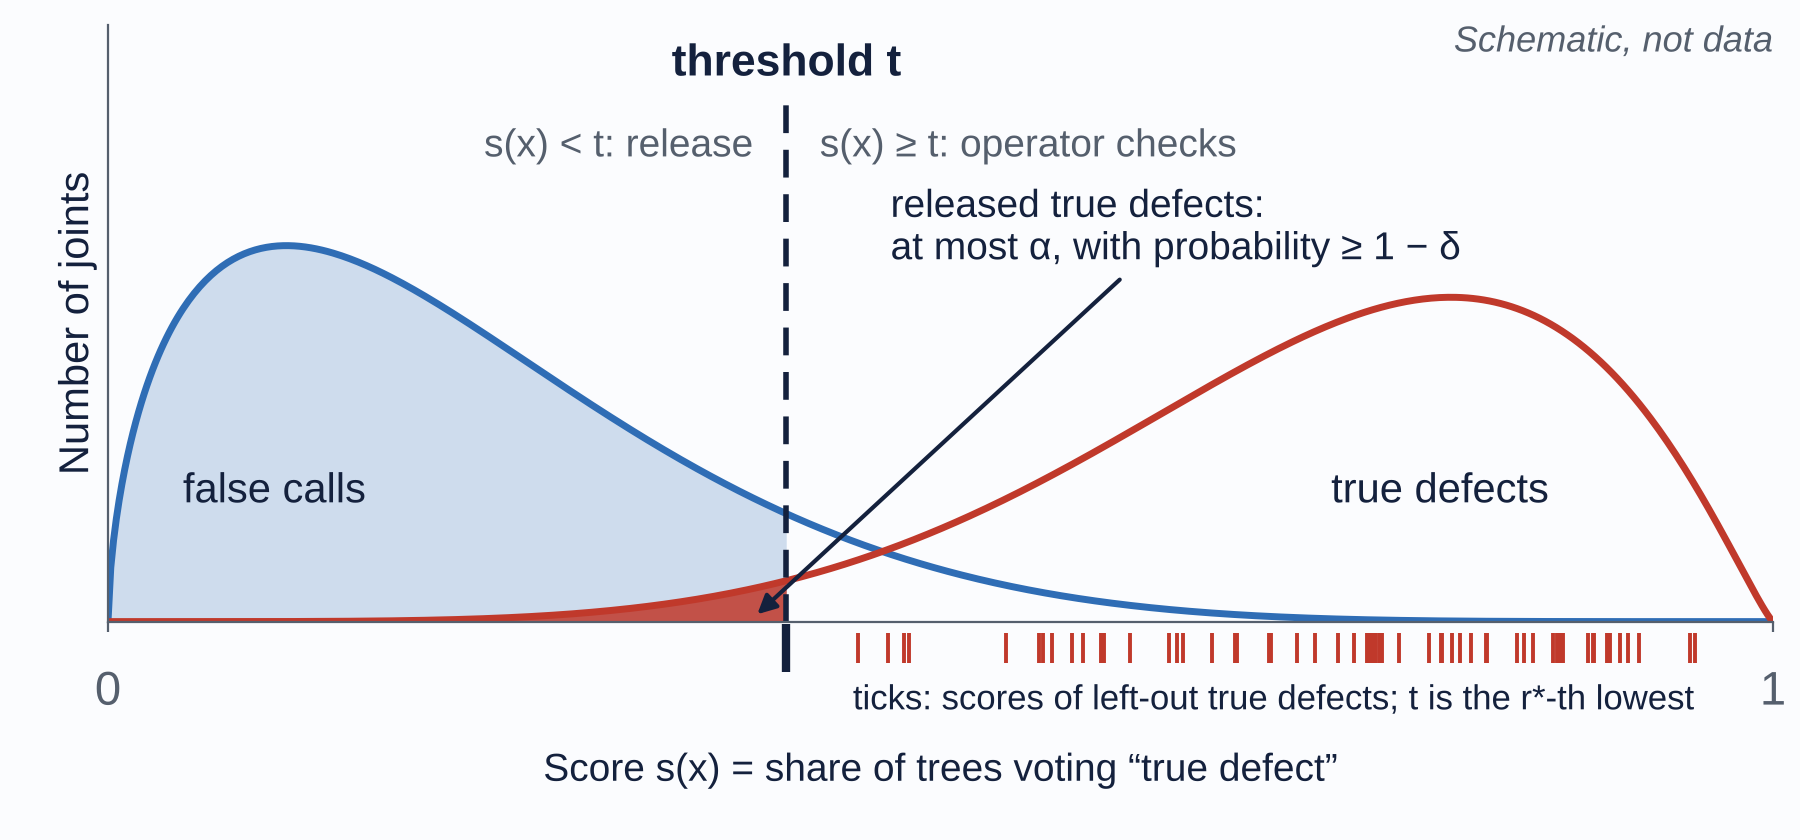 Schematic, not data
threshold t
s(x) < t: release
s(x) ≥ t: operator checks
released true defects:
at most α, with probability ≥ 1 − δ
Number of joints
false calls
true defects
0
1
ticks: scores of left-out true defects; t is the r*-th lowest
Score s(x) = share of trees voting “true defect”